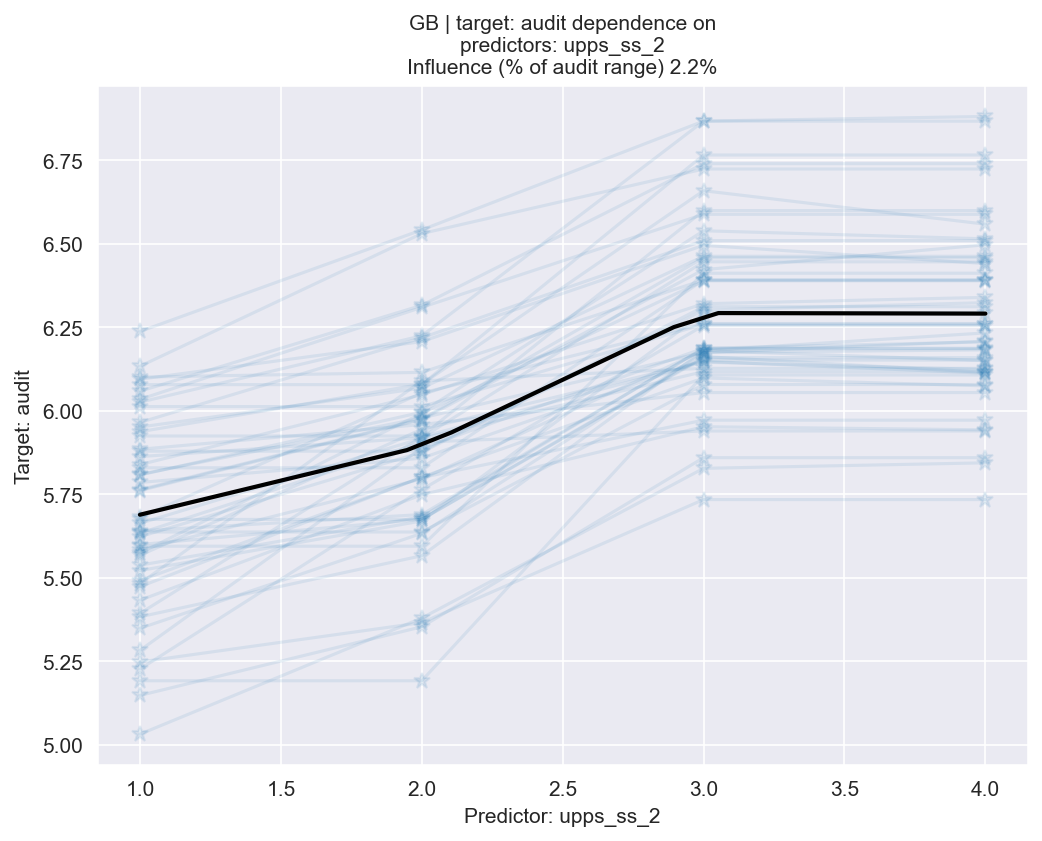 GB | target: audit dependence on
predictors: upps_ss_2
Influence (% of audit range) 2.2%
Target: audit
6.75
6.50
6.25
6.00
5.75
5.50
5.25
5.00
1.0 1.5 2.0 2.5 3.0 3.5 4.0
Predictor: upps_ss_2